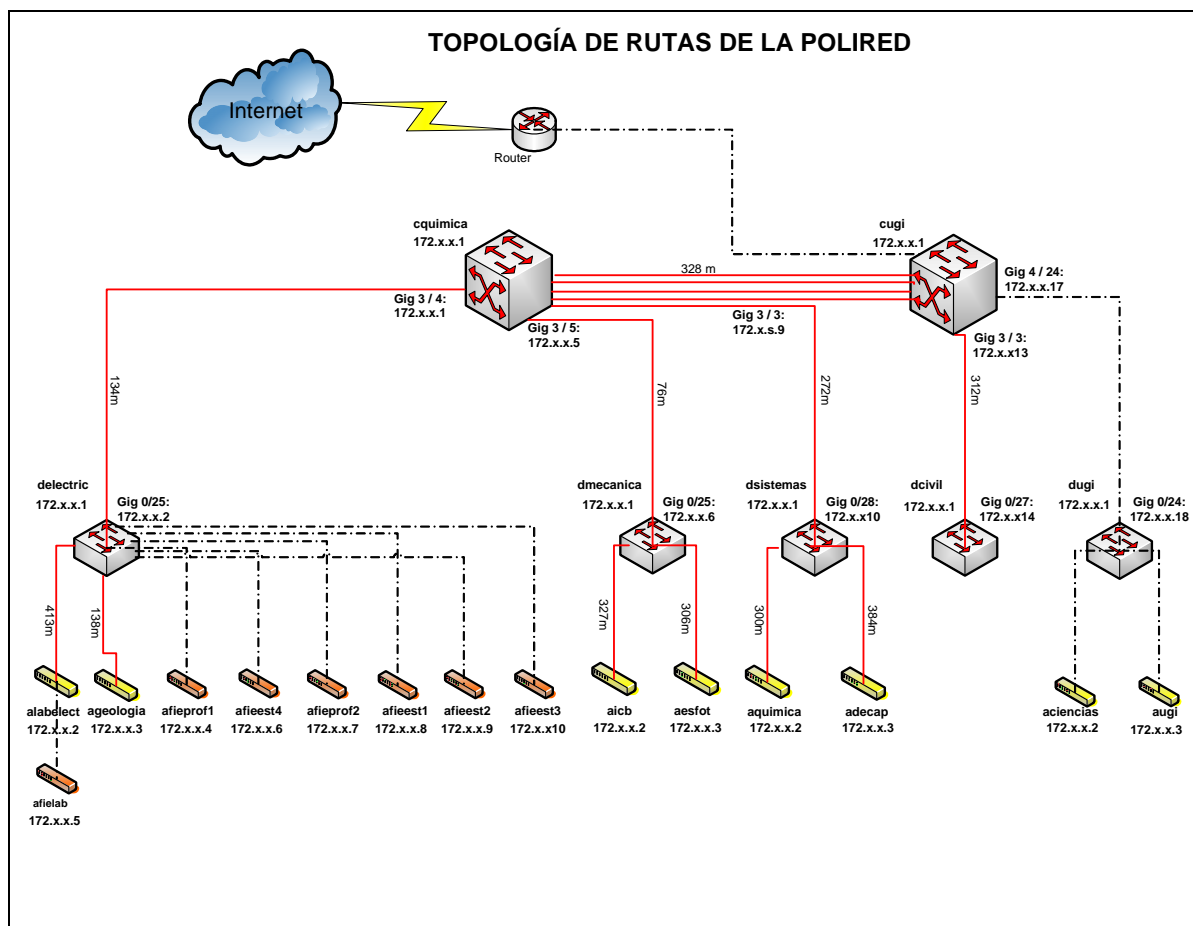 TOPOLOGÍA DE RUTAS DE LA POLIRED
Internet
Router
cquimica
172.x.x.1
cugi
172.x.x.1
328 m
Gig 4 / 24:
172.x.x.17
Gig 3 / 4:
172.x.x.1
Gig 3 / 5:
172.x.x.5
Gig 3 / 3:
172.x.s.9
Gig 3 / 3:
172.x.x13
134m
76m
272m
312m
delectric
172.x.x.1
Gig 0/25:
172.x.x.2
dmecanica
172.x.x.1
Gig 0/25:
172.x.x.6
dsistemas
172.x.x.1
Gig 0/28:
172.x.x10
dcivil
172.x.x.1
Gig 0/27:
172.x.x14
dugi
172.x.x.1
Gig 0/24:
172.x.x.18
413m
138m
327m
306m
300m
384m
alabelect
172.x.x.2
ageologia
172.x.x.3
afieprof1
172.x.x.4
afieest4
172.x.x.6
afieprof2
172.x.x.7
afieest1
172.x.x.8
afieest2
172.x.x.9
afieest3
172.x.x10
aicb
172.x.x.2
aesfot
172.x.x.3
aquimica
172.x.x.2
adecap
172.x.x.3
aciencias
172.x.x.2
augi
172.x.x.3
afielab
172.x.x.5